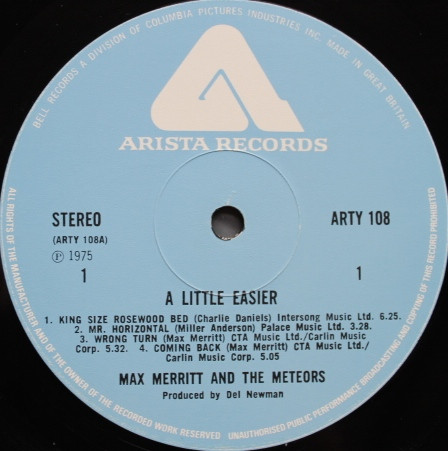 BELL RECORDS A DIVISION OF COLUMBIA PICTURES INDUSTRIES INC. MADE IN GREAT BRITAIN
ARISTA RECORDS
STEREO
ARTY 108
(ARTY 108A)
Ⓟ 1975
1
1
A LITTLE EASIER
1. KING SIZE ROSEWOOD BED (Charlie Daniels) Intersong Music Ltd. 6.25.
2. MR. HORIZONTAL (Miller Anderson) Palace Music Ltd. 3.28.
3. WRONG TURN (Max Merritt) CTA Music Ltd./Carlin Music
Corp. 5.32. 4. COMING BACK (Max Merritt) CTA Music Ltd./
Carlin Music Corp. 5.05
MAX MERRITT AND THE METEORS
Produced by Del Newman
ALL RIGHTS OF THE MANUFACTURER AND OF THE OWNER OF THE RECORDED WORK RESERVED UNAUTHORISED PUBLIC PERFORMANCE BROADCASTING AND COPYING OF THIS RECORD PROHIBITED